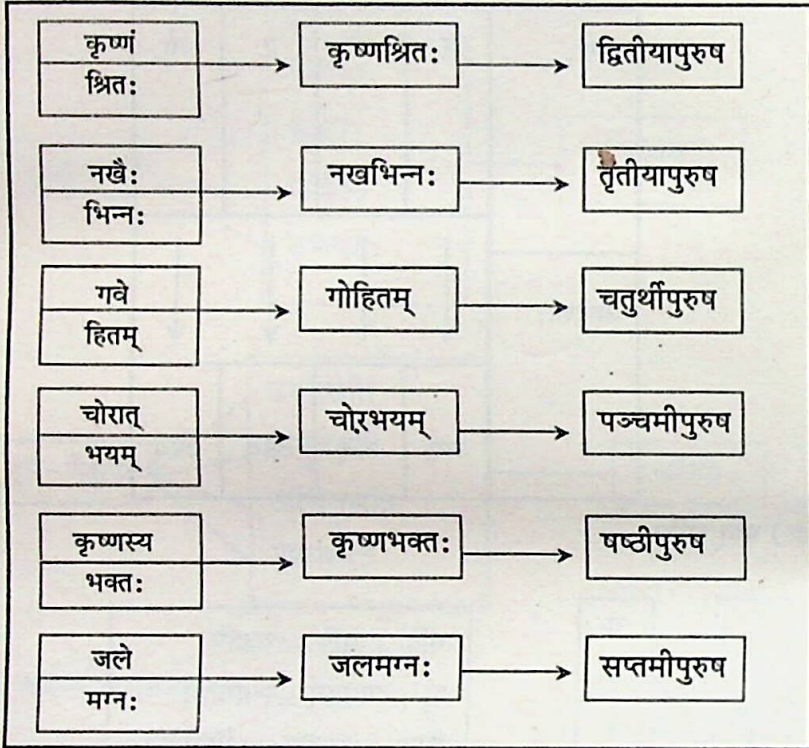 कृष्णं
श्रितः
कृष्णश्रितः
द्वितीयापुरुष
नखैः
भिन्नः
नखभिन्नः
तृतीयापुरुष
गवे
हितम्
गोहितम्
चतुर्थीपुरुष
चोरात्
भयम्
चोरभयम्
पञ्चमीपुरुष
कृष्णस्य
भक्तः
कृष्णभक्तः
षष्ठीपुरुष
जले
मग्नः
जलमग्नः
सप्तमीपुरुष